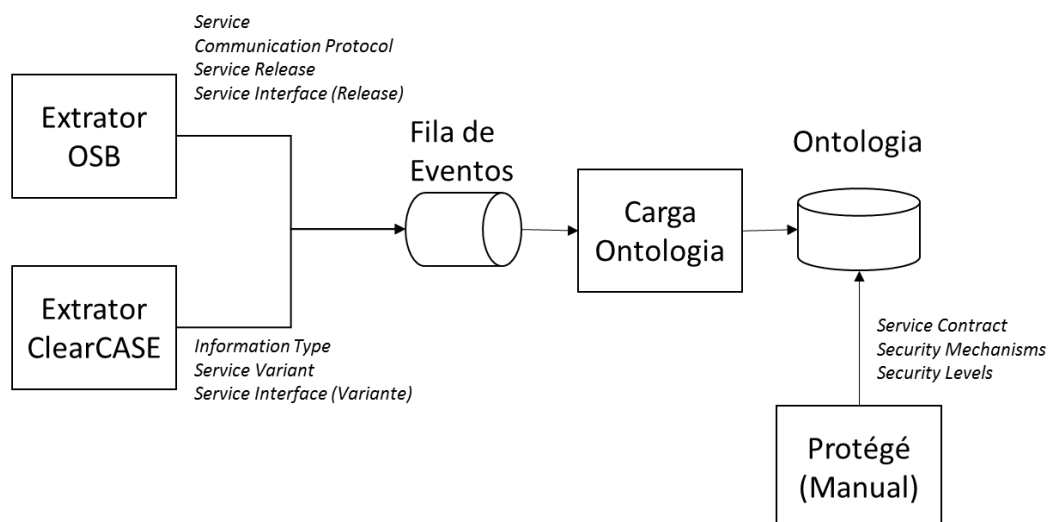 Service
Communication Protocol
Service Release
Service Interface (Release)
Extrator
OSB
Fila de
Eventos
Carga
Ontologia
Ontologia
Extrator
ClearCASE
Information Type
Service Variant
Service Interface (Variante)
Service Contract
Security Mechanisms
Security Levels
Protégé
(Manual)